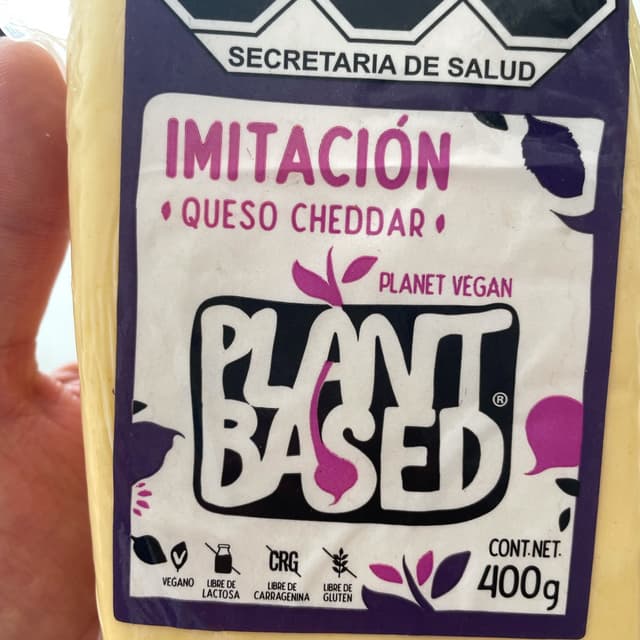 SECRETARIA DE SALUD
IMITACIÓN
QUESO CHEDDAR
PLANET VEGAN
PLANT
BASED ®
CONT.NET.
400g
CRG
VEGANO
LIBRE DE
LACTOSA
LIBRE DE
CARRAGENINA
LIBRE DE
GLUTEN